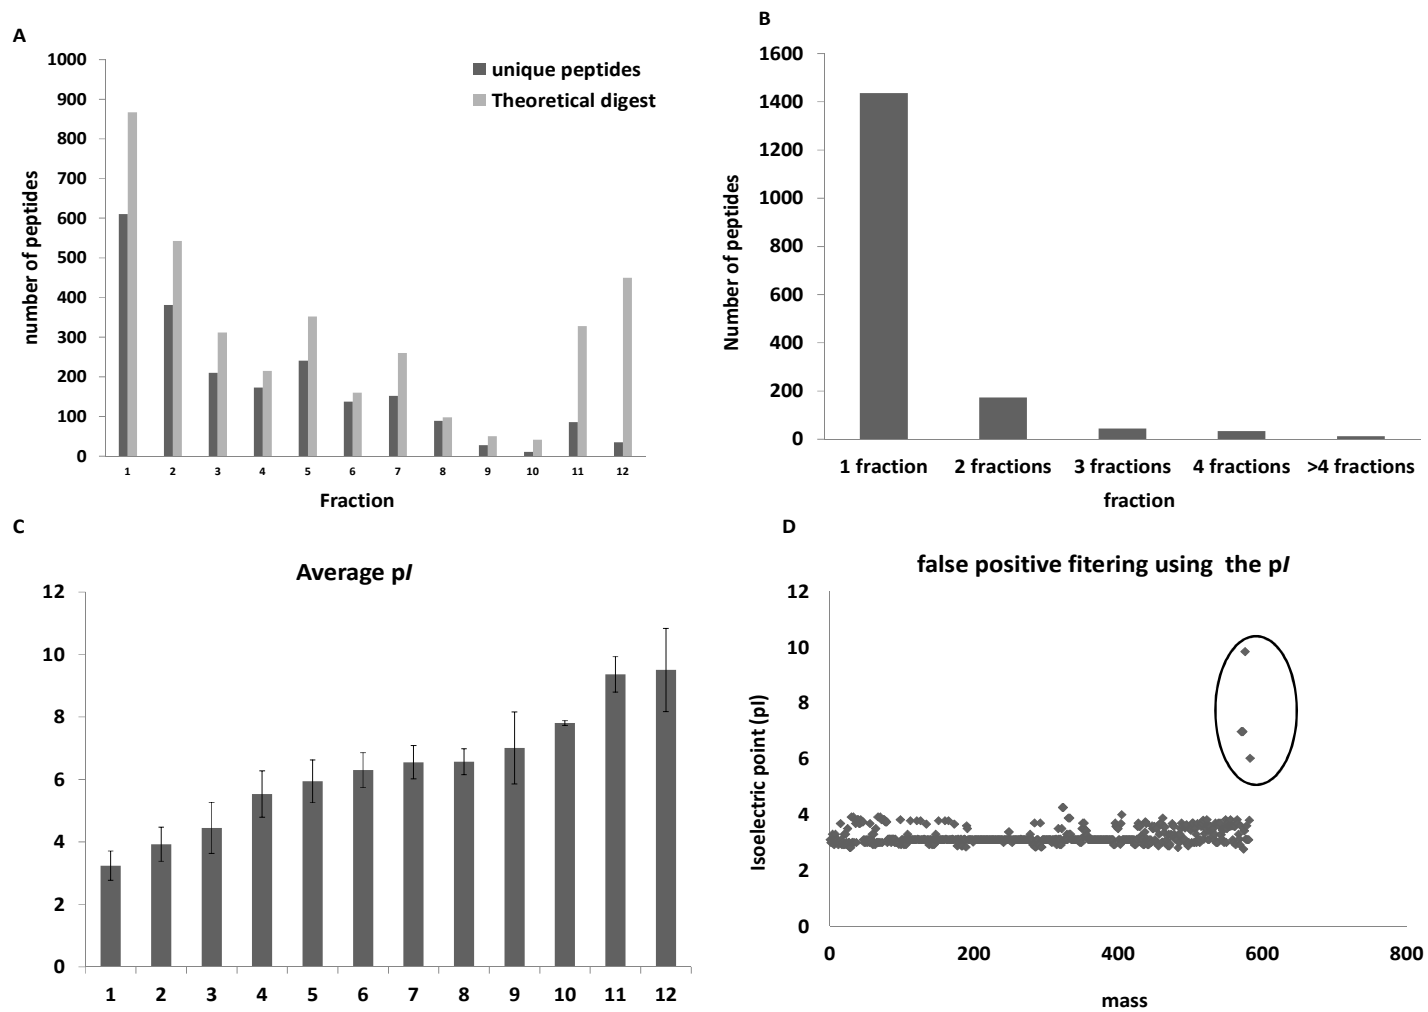 A
1000
900
800
700
600
500
400
300
200
100
0
number of peptides
unique peptides
Theoretical digest
1 2 3 4 5 6 7 8 9 10 11 12
Fraction
B
1600
1400
1200
1000
800
600
400
200
0
Number of peptides
1 fraction 2 fractions 3 fractions 4 fractions >4 fractions
fraction
C
Average pI
12
10
8
6
4
2
0
1 2 3 4 5 6 7 8 9 10 11 12
D
false positive fitering using the pI
12
10
8
6
4
2
0
Isoelectric point (pI)
0 200 400 600 800
mass